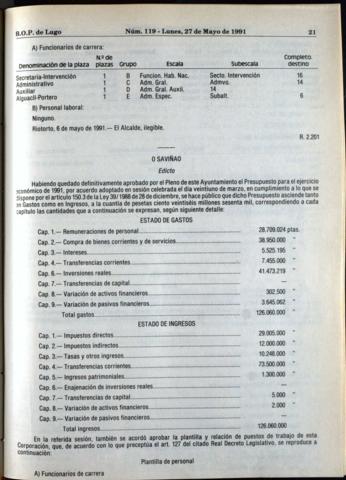 B.O.P. de Lugo Núm. 119 - Lunes, 27 de Mayo de 1991 21
A) Funcionarios de carrera:
Denominación de la plaza N.º de plazas Grupo Escala Subescala Completo. destino
Secretaría-Intervención 1 B Funcion. Hab. Nac. Secto. Intervención 16
Administrativo 1 C Adm. Gral. Admvo. 14
Auxiliar 1 D Adm. Gral. Auxil. 14
Alguacil-Portero 1 E Adm. Espec. Subalt. 6
B) Personal laboral:
Ninguno.
Riotorto, 6 de mayo de 1991.— El Alcalde, ilegible.
R. 2.201
O SAVIÑAO
Edicto
Habiendo quedado definitivamente aprobado por el Pleno de este Ayuntamiento el Presupuesto para el ejercicio
económico de 1991, por acuerdo adoptado en sesión celebrada el día veintiuno de marzo, en cumplimiento a lo que se
dispone por el artículo 150.3 de la Ley 39/1988 de 28 de diciembre, se hace público que dicho Presupuesto asciende tanto
en Gastos como en Ingresos, a la cuantía de pesetas ciento veintiséis millones sesenta mil, correspondiendo a cada
capítulo las cantidades que a continuación se expresan, según siguiente detalle:
ESTADO DE GASTOS
Cap. 1.— Remuneraciones de personal 28.709.024 ptas.
Cap. 2.— Compra de bienes corrientes y de servicios 38.950.000 "
Cap. 3.— Intereses 5.525.195 "
Cap. 4.— Transferencias corrientes 7.455.000 "
Cap. 6.— Inversiones reales 41.473.219 "
Cap. 7.— Transferencias de capital —
Cap. 8.— Variación de activos financieros 302.500 "
Cap. 9.— Variación de pasivos financieros 3.645.062 "
Total gastos 126.060.000 "
ESTADO DE INGRESOS
Cap. 1.— Impuestos directos 29.005.000 "
Cap. 2.— Impuestos indirectos 12.000.000 "
Cap. 3.— Tasas y otros ingresos 10.248.000 "
Cap. 4.— Transferencias corrientes 73.500.000 "
Cap. 5.— Ingresos patrimoniales 1.300.000 "
Cap. 6.— Enajenación de inversiones reales —
Cap. 7.— Transferencias de capital 5.000 "
Cap. 8.— Variación de activos financieros 2.000 "
Cap. 9.— Variación de pasivos financieros —
Total ingresos 126.060.000
En la referida sesión, también se acordó aprobar la plantilla y relación de puestos de trabajo de esta
Corporación, que, de acuerdo con lo que preceptúa el art. 127 del citado Real Decreto Legislativo, se reproduce a
continuación:
Plantilla de personal
A) Funcionarios de carrera